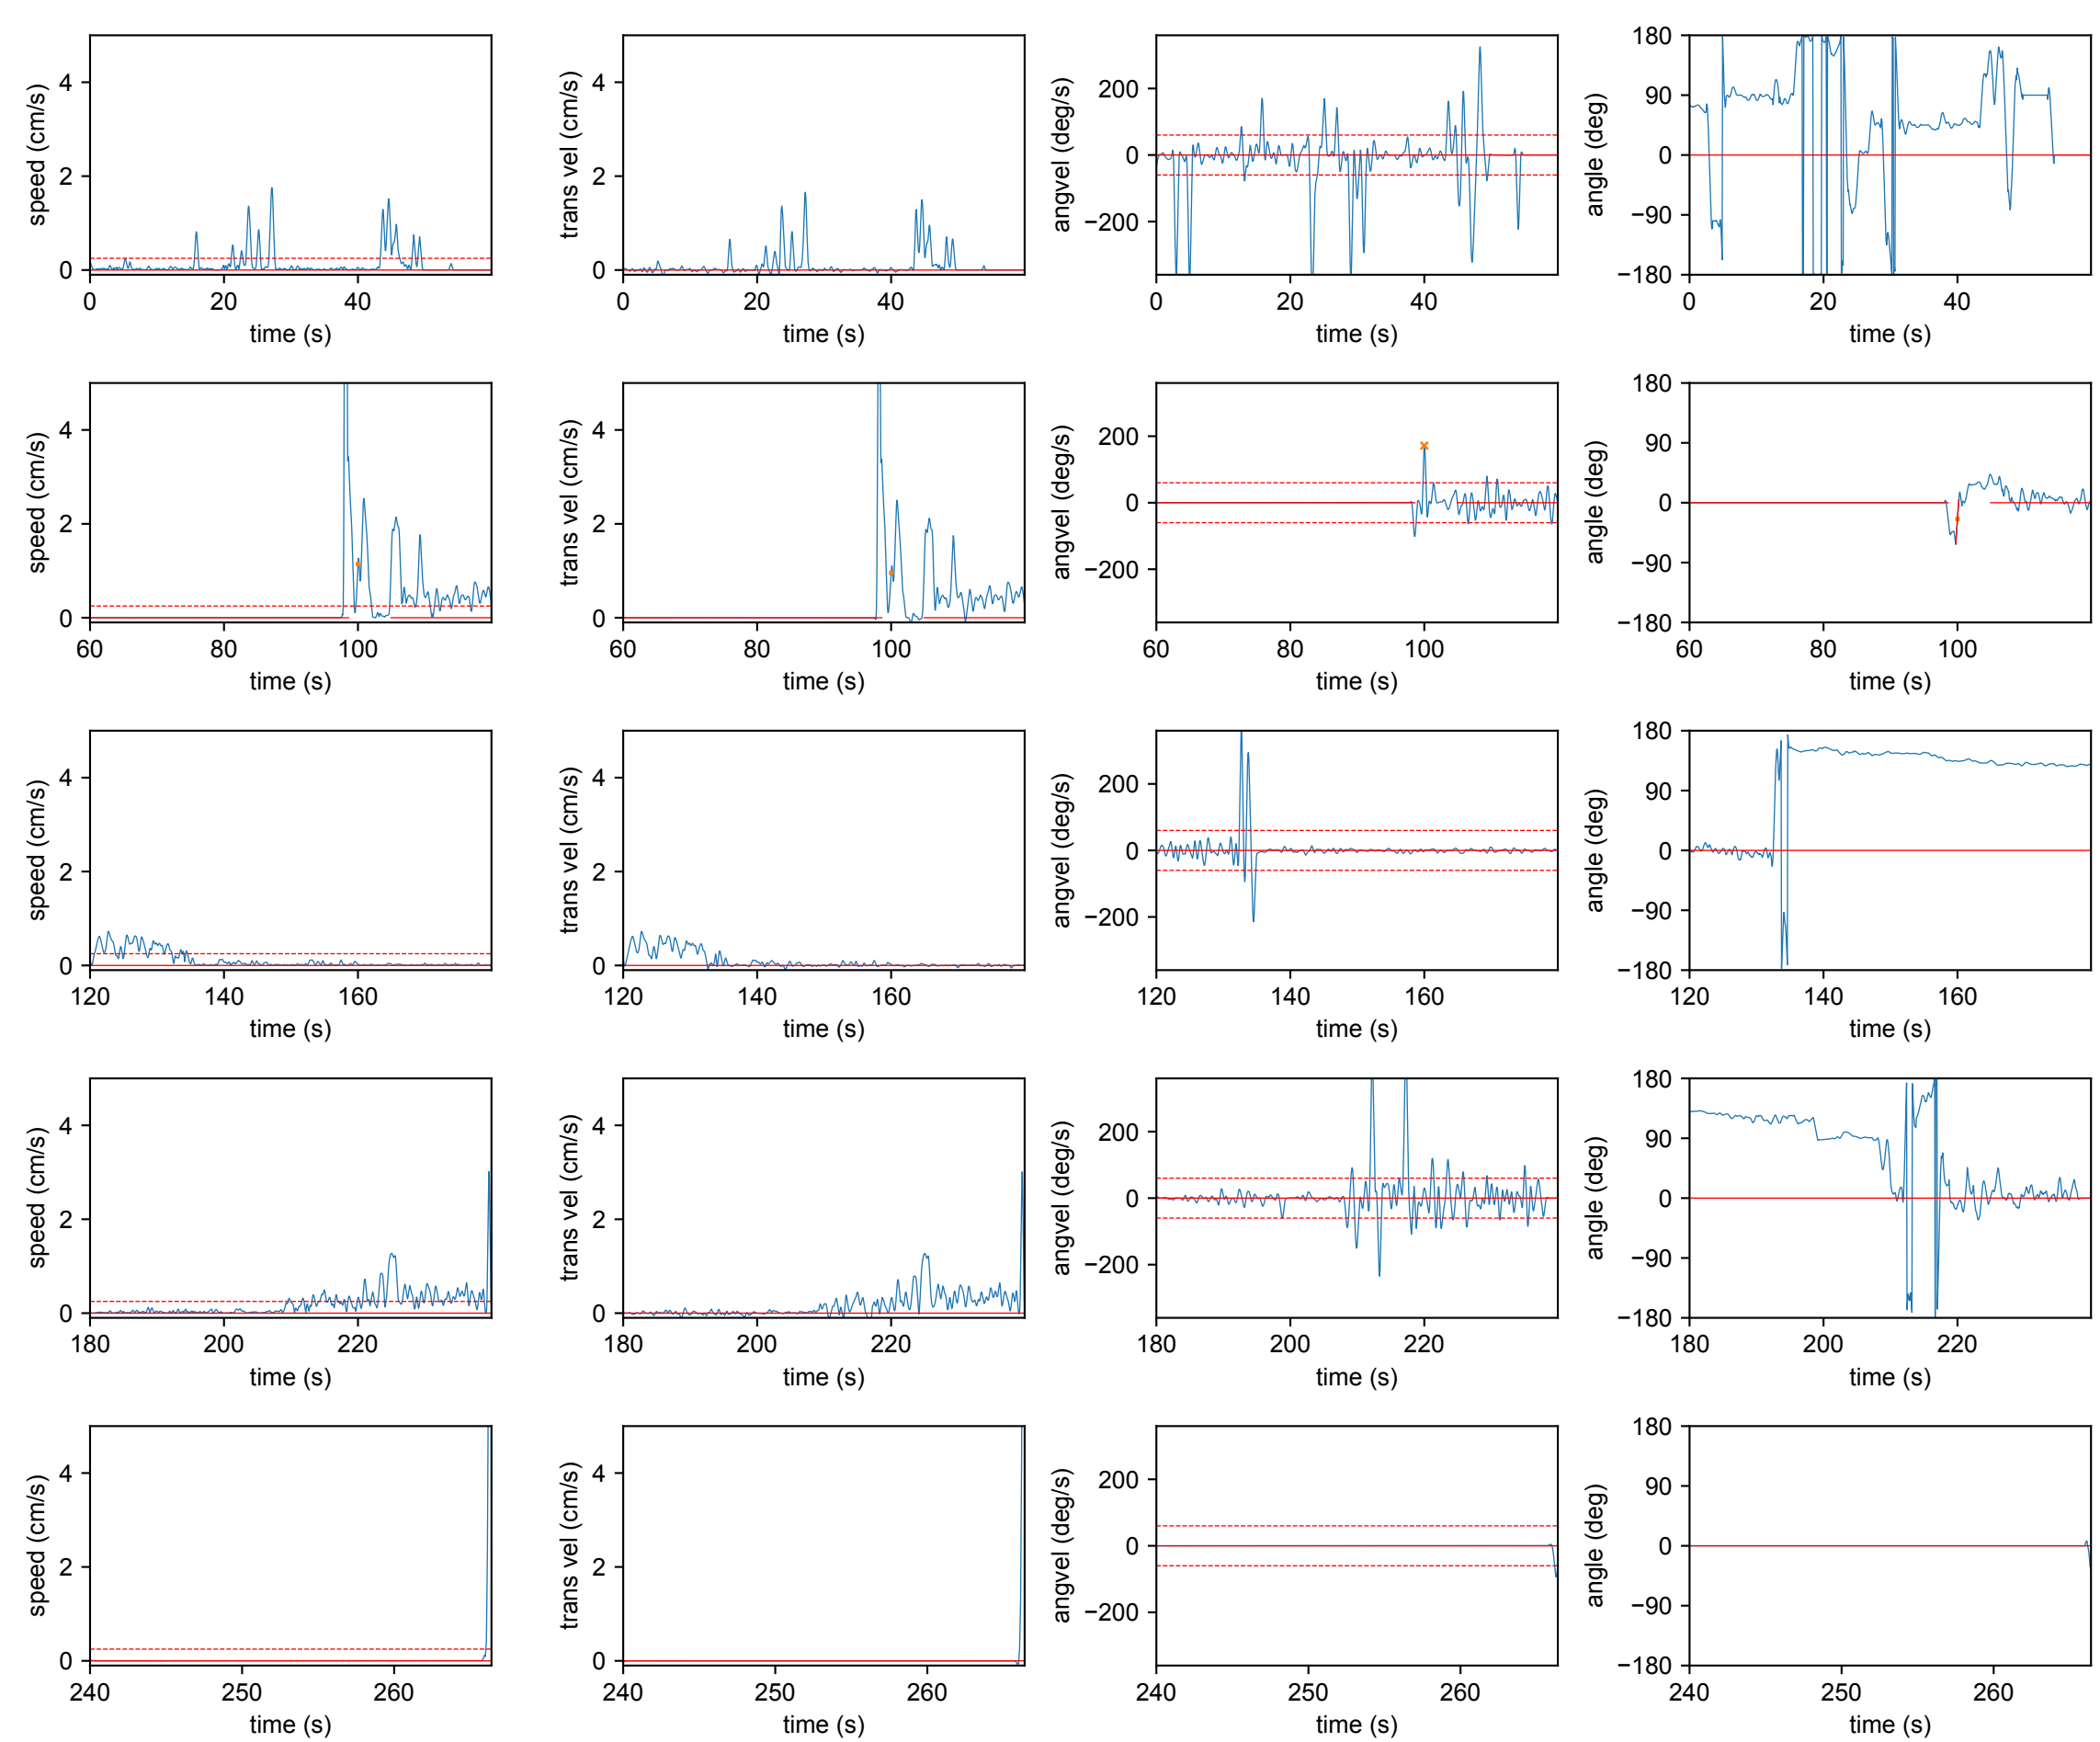 speed (cm/s)
4
2
0
0 20 40
time (s)
trans vel (cm/s)
4
2
0
0 20 40
time (s)
angvel (deg/s)
200
0
−200
0 20 40
time (s)
angle (deg)
180
90
0
−90
−180
0 20 40
time (s)
speed (cm/s)
4
2
0
60 80 100
time (s)
trans vel (cm/s)
4
2
0
60 80 100
time (s)
angvel (deg/s)
200
0
−200
60 80 100
time (s)
angle (deg)
180
90
0
−90
−180
60 80 100
time (s)
speed (cm/s)
4
2
0
120 140 160
time (s)
trans vel (cm/s)
4
2
0
120 140 160
time (s)
angvel (deg/s)
200
0
−200
120 140 160
time (s)
angle (deg)
180
90
0
−90
−180
120 140 160
time (s)
speed (cm/s)
4
2
0
180 200 220
time (s)
trans vel (cm/s)
4
2
0
180 200 220
time (s)
angvel (deg/s)
200
0
−200
180 200 220
time (s)
angle (deg)
180
90
0
−90
−180
180 200 220
time (s)
speed (cm/s)
4
2
0
240 250 260
time (s)
trans vel (cm/s)
4
2
0
240 250 260
time (s)
angvel (deg/s)
200
0
−200
240 250 260
time (s)
angle (deg)
180
90
0
−90
−180
240 250 260
time (s)